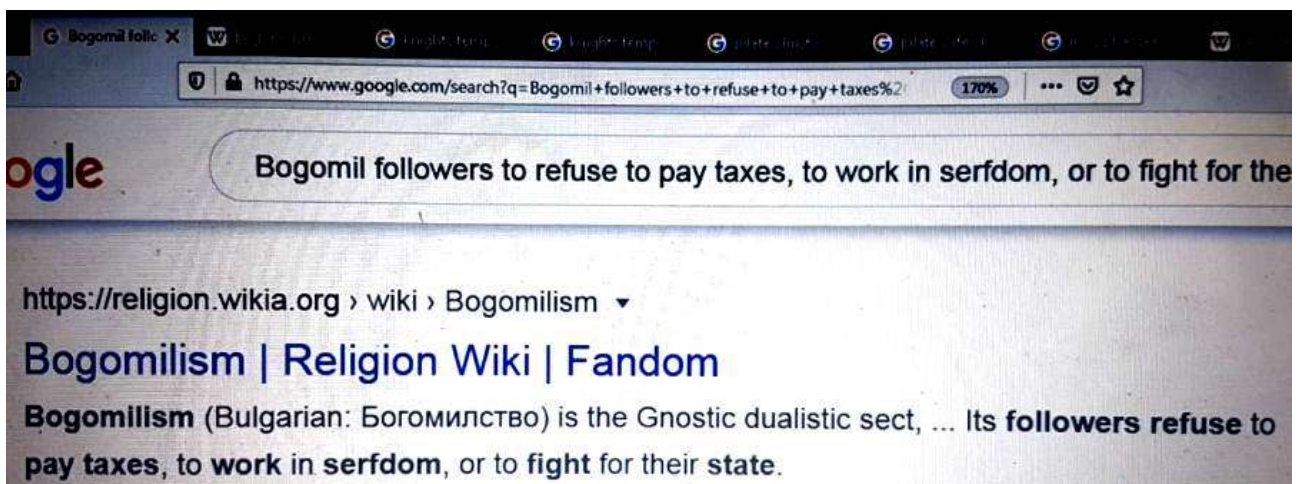 Bogomil follo
https://www.google.com/search?q=Bogomil+followers+to+refuse+to+pay+taxes%2 170%
ogle Bogomil followers to refuse to pay taxes, to work in serfdom, or to fight for the
https://religion.wikia.org › wiki › Bogomilism
Bogomilism | Religion Wiki | Fandom
Bogomilism (Bulgarian: Богомилство) is the Gnostic dualistic sect, ... Its followers refuse to
pay taxes, to work in serfdom, or to fight for their state.